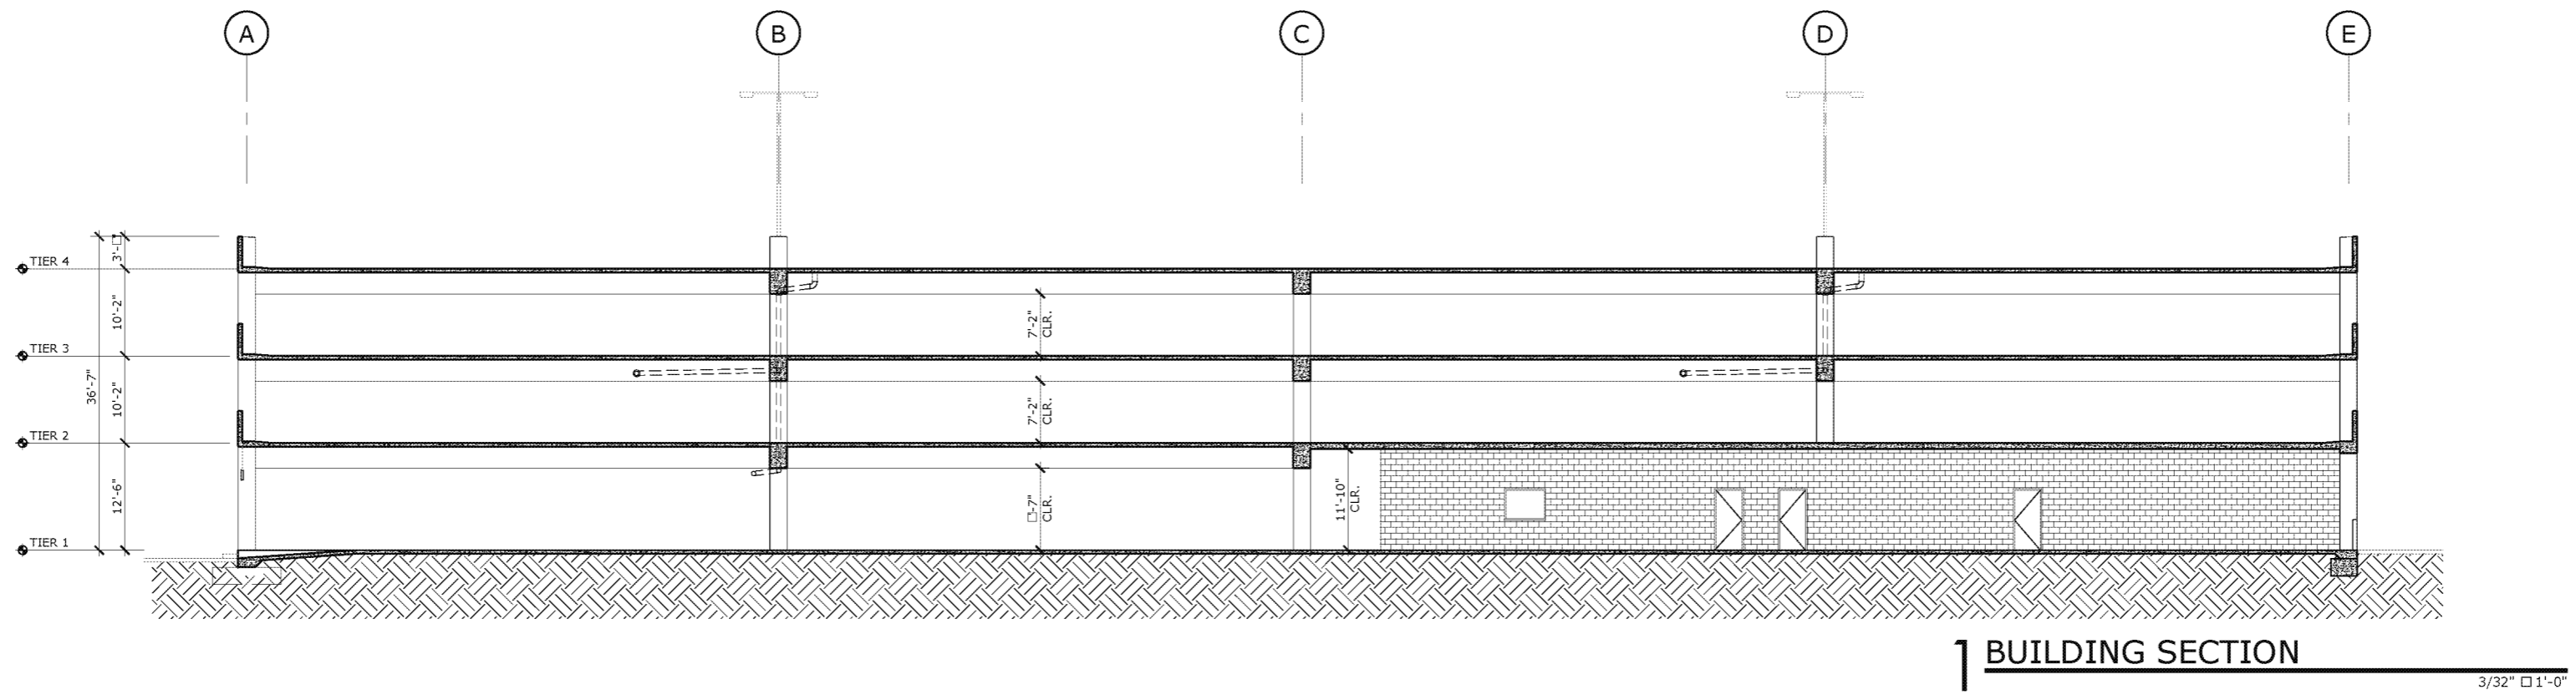 A
B
C
D
E
TIER 4
TIER 3
TIER 2
TIER 1
3'-□"
10'-2"
10'-2"
12'-6"
36'-7"
7'-2"
CLR.
7'-2"
CLR.
□'-7"
CLR.
11'-10"
CLR.
1 BUILDING SECTION
3/32" □ 1'-0"